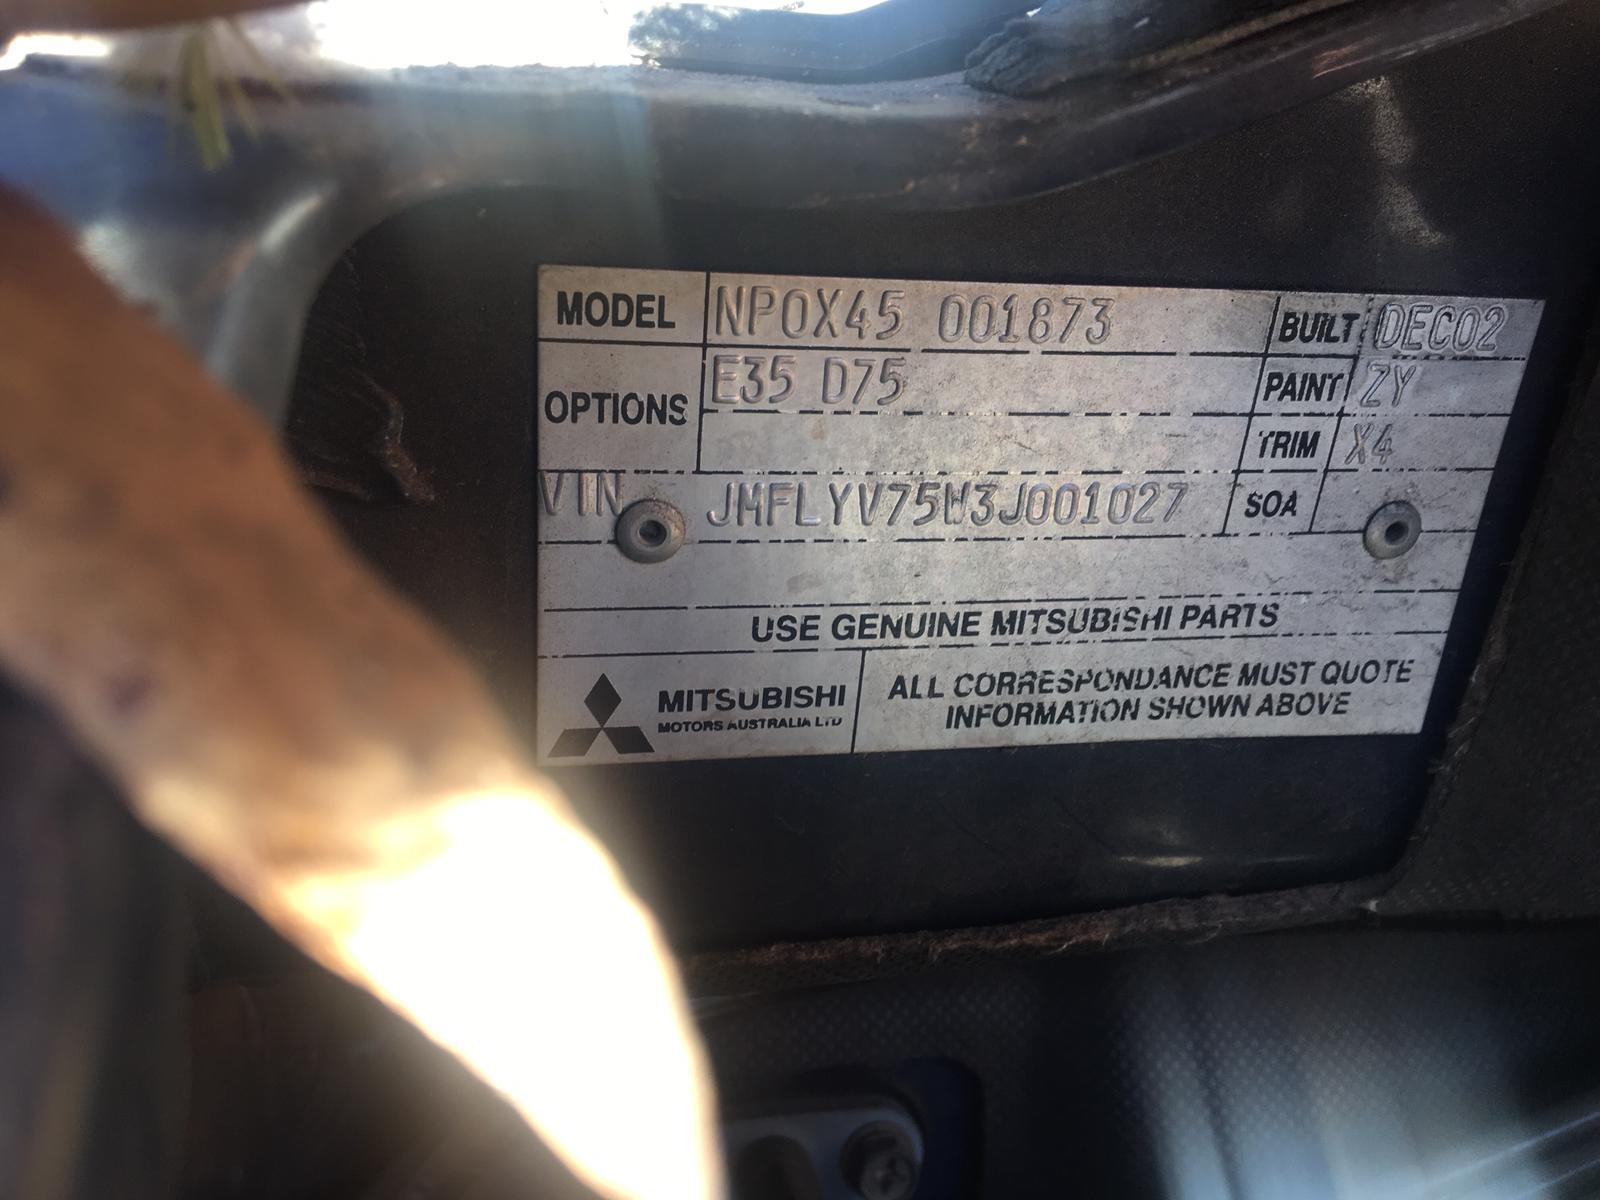 MODEL NPOX45 001873 BUILT DEC02
OPTIONS E35 D75 PAINT ZY
TRIM X4
VIN JMFLYV75W3J001027 SOA
USE GENUINE MITSUBISHI PARTS
MITSUBISHI
MOTORS AUSTRALIA LTD
ALL CORRESPONDANCE MUST QUOTE
INFORMATION SHOWN ABOVE